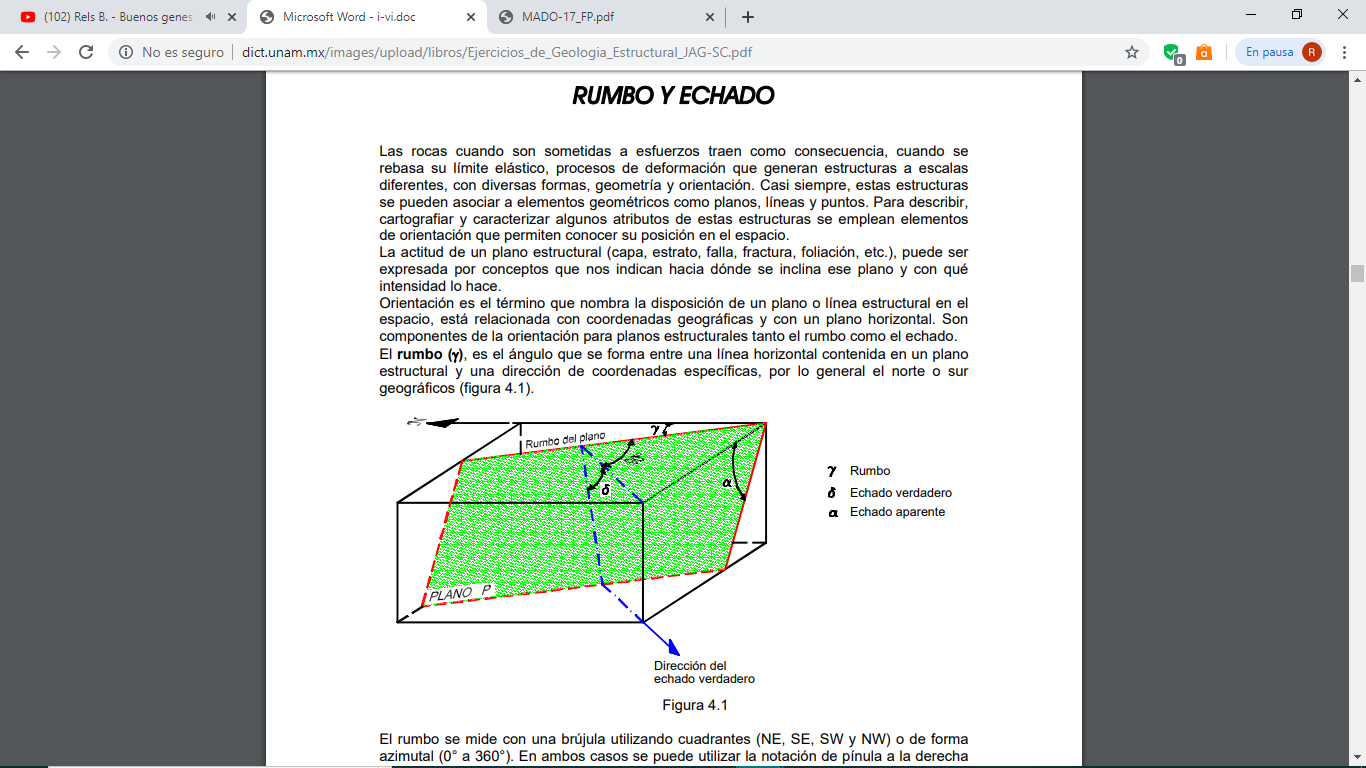 (102) Rels B. - Buenos genes
Microsoft Word - i-vi.doc
MADO-17_FP.pdf
No es seguro
dict.unam.mx/images/upload/libros/Ejercicios_de_Geologia_Estructural_JAG-SC.pdf
0
a
En pausa
R
RUMBO Y ECHADO
Las rocas cuando son sometidas a esfuerzos traen como consecuencia, cuando se
rebasa su límite elástico, procesos de deformación que generan estructuras a escalas
diferentes, con diversas formas, geometría y orientación. Casi siempre, estas estructuras
se pueden asociar a elementos geométricos como planos, líneas y puntos. Para describir,
cartografiar y caracterizar algunos atributos de estas estructuras se emplean elementos
de orientación que permiten conocer su posición en el espacio.
La actitud de un plano estructural (capa, estrato, falla, fractura, foliación, etc.), puede ser
expresada por conceptos que nos indican hacia dónde se inclina ese plano y con qué
intensidad lo hace.
Orientación es el término que nombra la disposición de un plano o línea estructural en el
espacio, está relacionada con coordenadas geográficas y con un plano horizontal. Son
componentes de la orientación para planos estructurales tanto el rumbo como el echado.
El rumbo (γ), es el ángulo que se forma entre una línea horizontal contenida en un plano
estructural y una dirección de coordenadas específicas, por lo general el norte o sur
geográficos (figura 4.1).
Rumbo del plano
γ
δ
α
PLANO P
γ Rumbo
δ Echado verdadero
α Echado aparente
Dirección del
echado verdadero
Figura 4.1
El rumbo se mide con una brújula utilizando cuadrantes (NE, SE, SW y NW) o de forma
azimutal (0° a 360°). En ambos casos se puede utilizar la notación de pínula a la derecha